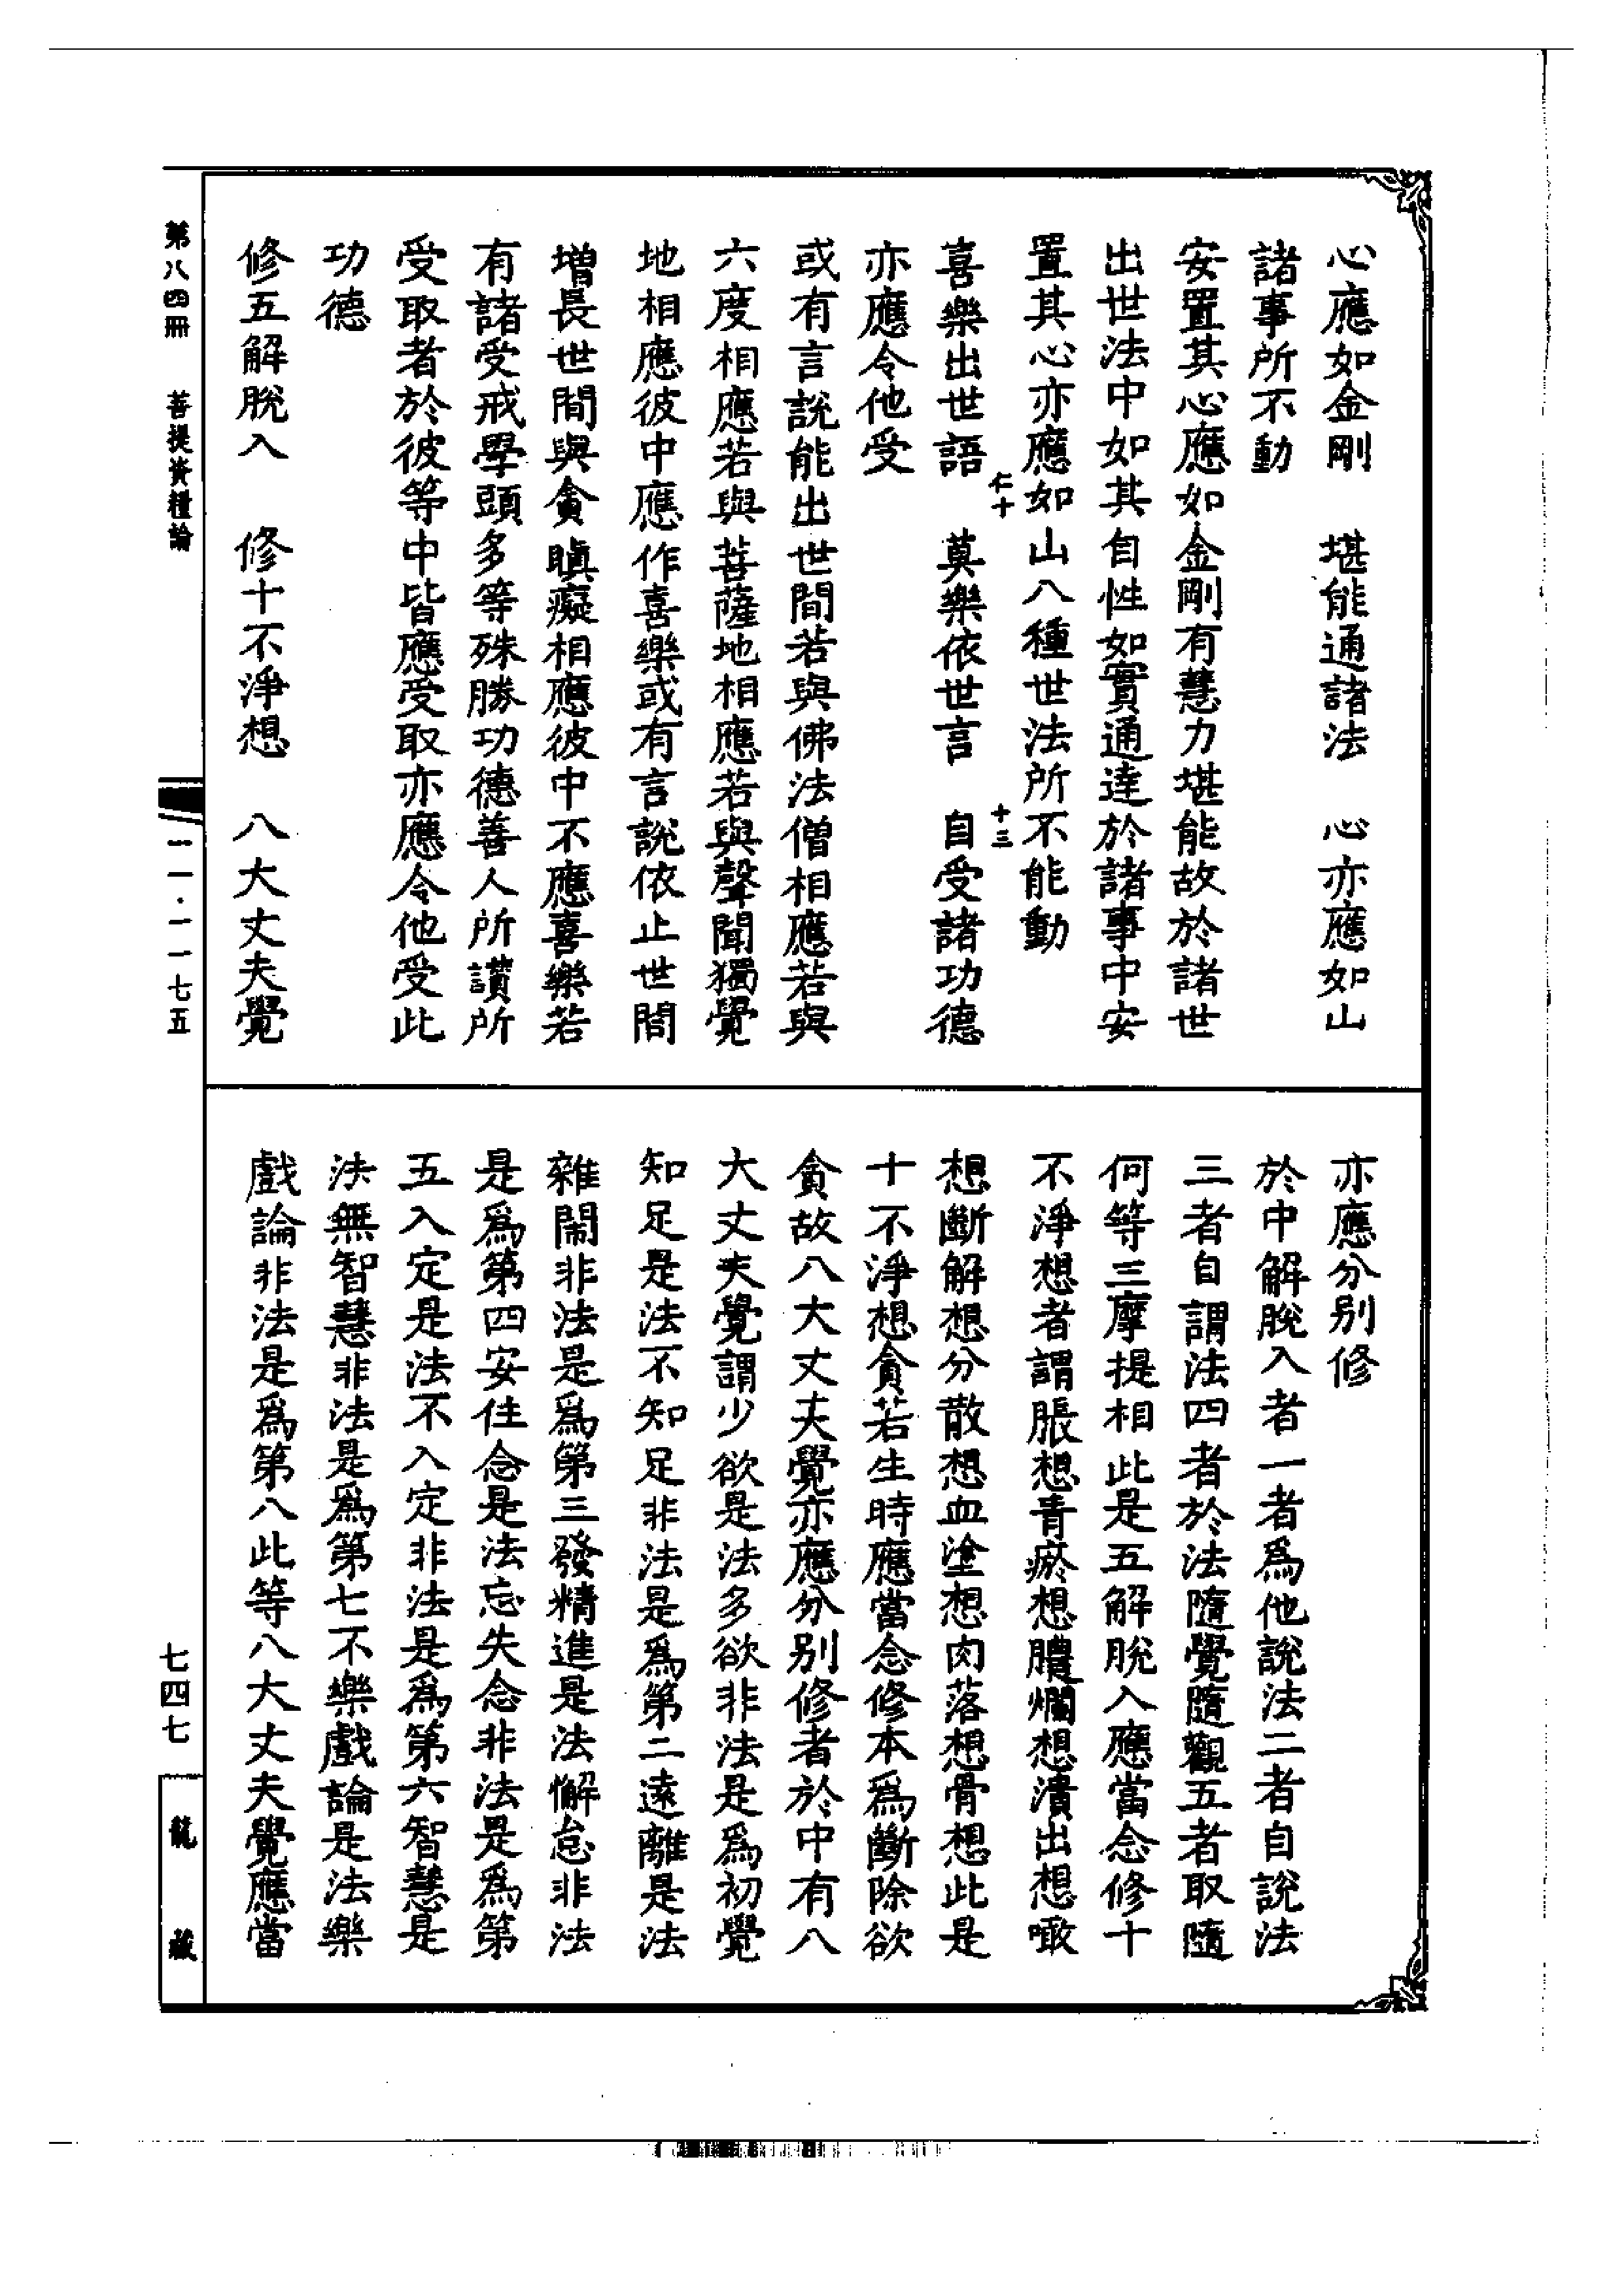 心應如金剛　堪能通諸法　心亦應如山
諸事所不動
安置其心應如金剛有慧力堪能故於諸世
出世法中如其自性如實通達於諸事中安
置其心亦應如山八種世法所不能動
仁十　十三
喜樂出世語　莫樂依世言　自受諸功德
亦應令他受
或有言說能出世間若與佛法僧相應若與
六度相應若與菩薩地相應若與聲聞獨覺
地相應彼中應作喜樂或有言說依止世間
增長世間與貪瞋癡相應彼中不應喜樂若
有諸受戒學頭多等殊勝功德善人所讚所
受取者於彼等中皆應受取亦應令他受此
功德
修五解脫入　修十不淨想　八大丈夫覺
亦應分別修
於中解脫入者一者為他說法二者自說法
三者自謂法四者於法隨覺隨觀五者取隨
何等三摩提相此是五解脫入應當念修十
不淨想者謂脹想青瘀想膿爛想潰出想噉
想斷解想分散想血塗想肉落想骨想此是
十不淨想貪若生時應當念修本為斷除欲
貪故八大丈夫覺亦應分別修者於中有八
大丈夫覺謂少欲是法多欲非法是為初覺
知足是法不知足非法是為第二遠離是法
雜鬧非法是為第三發精進是法懈怠非法
是為第四安住念是法忘失念非法是為第
五入定是法不入定非法是為第六智慧是
法無智慧非法是為第七不樂戲論是法樂
戲論非法是為第八此等八大丈夫覺應當
第八四冊　菩提資糧論
一一·一一七五
七四七
龍藏